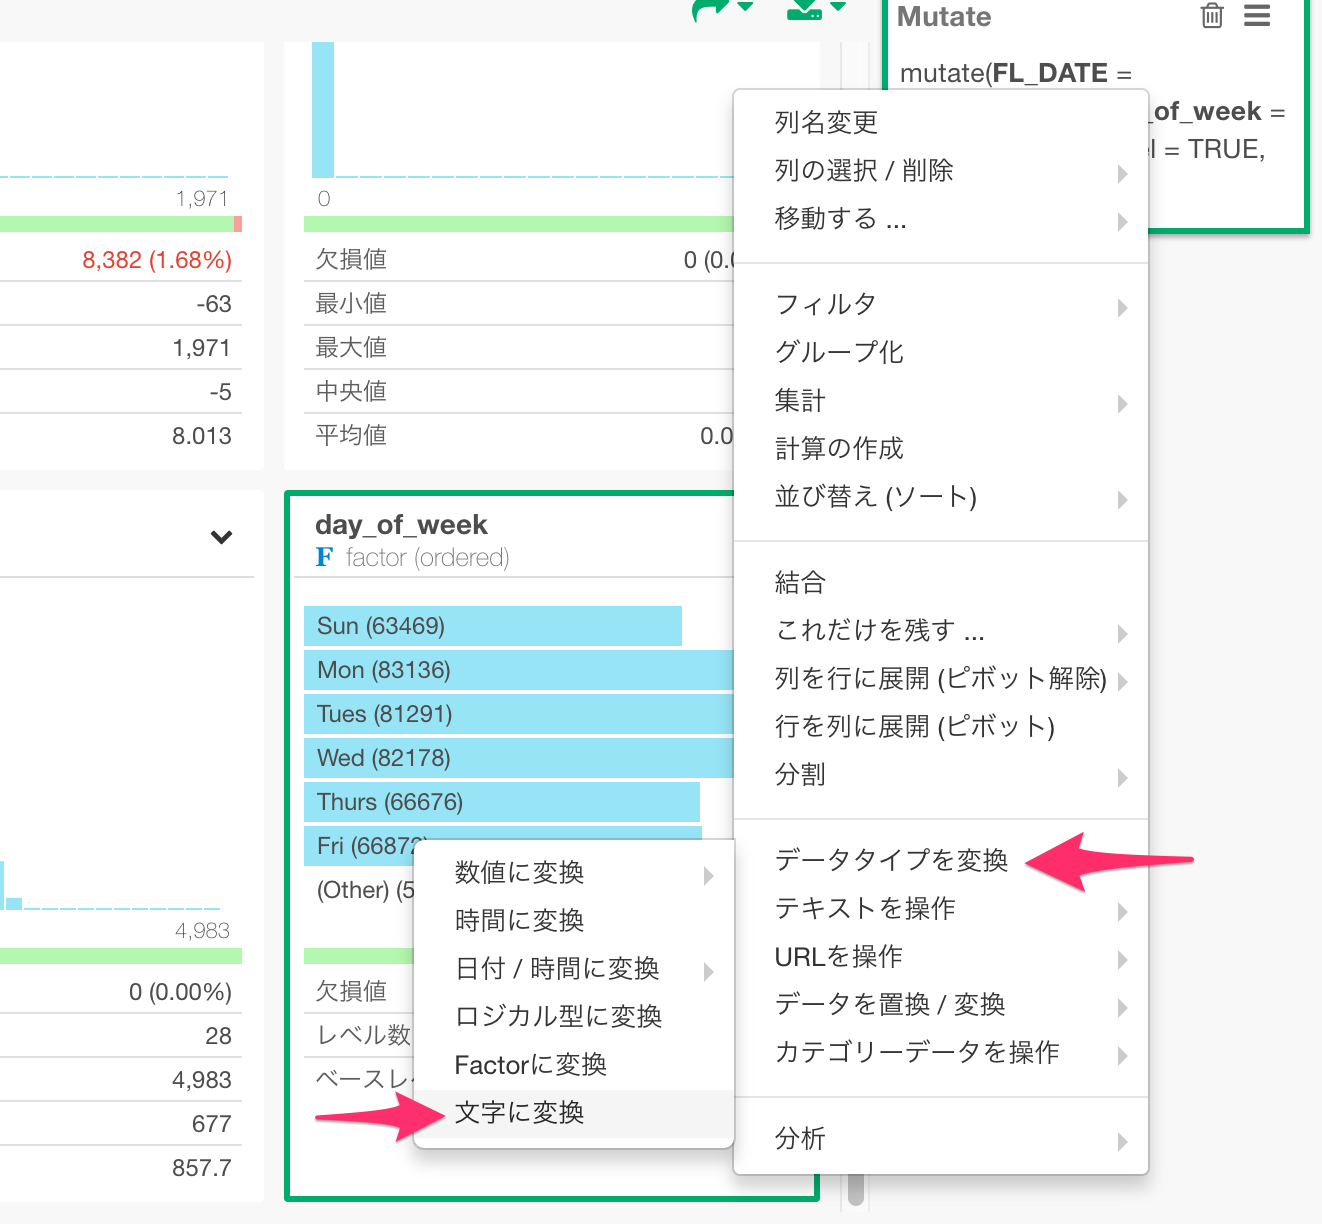 Mutate
mutate(FL_DATE =
_of_week =
el = TRUE,
1,971
8,382 (1.68%)
-63
1,971
-5
8.013
0
欠損値 0 (0.0
最小値
最大値
中央値
平均値 0.0
4,983
0 (0.00%)
28
4,983
677
857.7
day_of_week
F factor (ordered)
Sun (63469)
Mon (83136)
Tues (81291)
Wed (82178)
Thurs (66676)
Fri (66872)
(Other) (5
欠損値
レベル数
ベースレベ
列名変更
列の選択 / 削除
移動する ...
フィルタ
グループ化
集計
計算の作成
並び替え (ソート)
結合
これだけを残す ...
列を行に展開 (ピボット解除)
行を列に展開 (ピボット)
分割
データタイプを変換
テキストを操作
URLを操作
データを置換 / 変換
カテゴリーデータを操作
分析
数値に変換
時間に変換
日付 / 時間に変換
ロジカル型に変換
Factorに変換
文字に変換